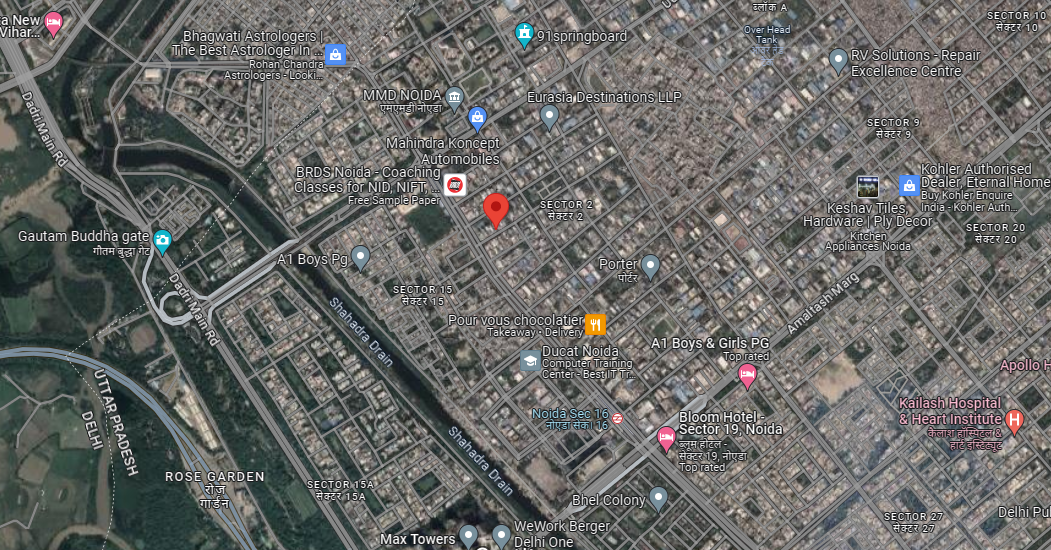 a New
Vihar...
Bhagwati Astrologers |
The Best Astrologer In ...
Rohan Chandra
Astrologers - Looki...
91springboard
ब्लॉक A
Over Head
Tank
SECTOR 10
सेक्टर 10
RV Solutions - Repair
Excellence Centre
MMD NOIDA
एमएमडी नोएडा
Eurasia Destinations LLP
Dadri Main Rd
Mahindra Koncept
Automobiles
SECTOR 9
सेक्टर 9
BRDS Noida - Coaching
Classes for NID, NIFT, ...
Free Sample Paper
Kohler Authorised
Dealer, Eternal Home
Buy Kohler Enquire
India - Kohler Auth...
SECTOR 2
सेक्टर 2
Keshav Tiles,
Hardware | Ply Decor
Kitchen
Appliances Noida
SECTOR 20
सेक्टर 20
Gautam Buddha gate
गौतम बुद्धा गेट
A1 Boys Pg
Porter
पोर्टर
Dadri Main Rd
SECTOR 15
सेक्टर 15
Shahadra Drain
Amaltash Marg
Pour vous chocolatier
Takeaway • Delivery
Ducat Noida
Computer Training
Center - Best IT Tr...
A1 Boys & Girls PG
Top rated
Apollo H
UTTAR PRADESH
DELHI
Noida Sec 16
नोएडा सेक। 16
Bloom Hotel -
Sector 19, Noida
ब्लूम होटल -
सेक्टर 19, नोएडा
Top rated
Kailash Hospital
& Heart Institute
कैलाश हॉस्पिटल &
हार्ट इंस्टिट्यूट
Shahadra Drain
ROSE GARDEN
रोज
गार्डन
SECTOR 15A
सेक्टर 15A
Bhel Colony
SECTOR 27
सेक्टर 27
Delhi Pul
Max Towers
WeWork Berger
Delhi One